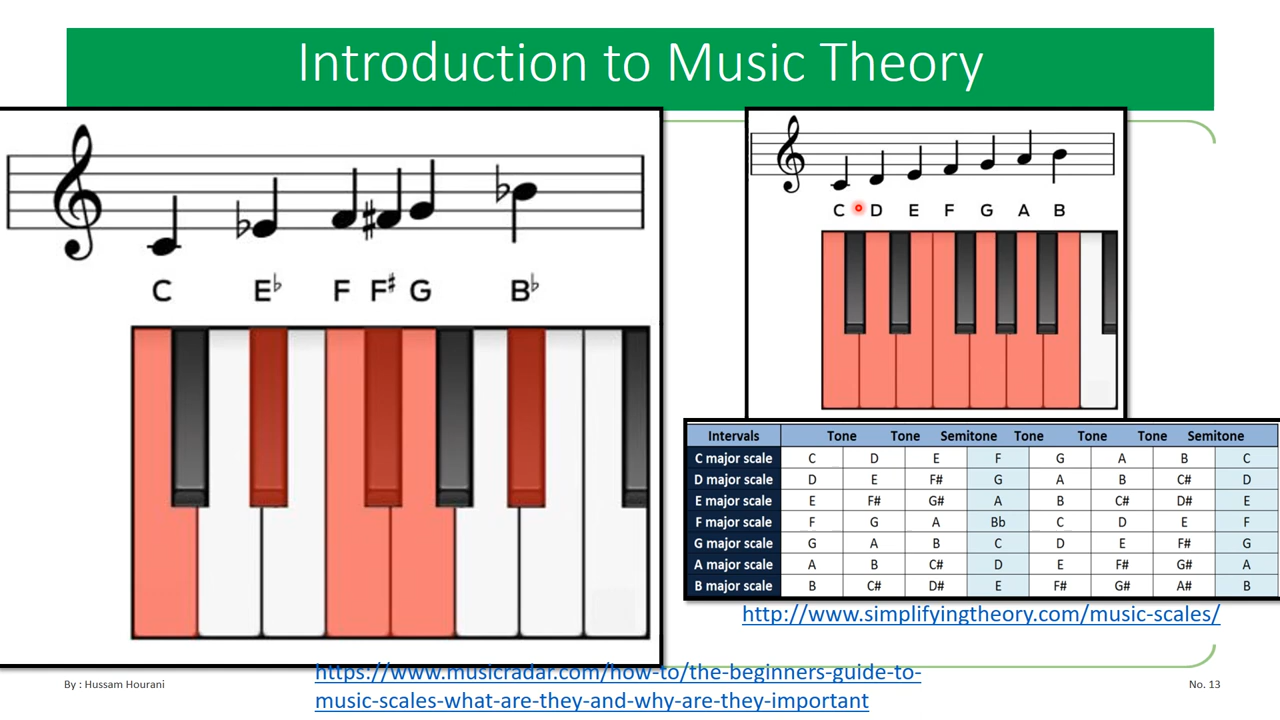 Introduction to Music Theory
C E♭ F F♯ G B♭
C D E F G A B
Intervals Tone Tone Semitone Tone Tone Tone Semitone
C major scale C D E F G A B C
D major scale D E F# G A B C# D
E major scale E F# G# A B C# D# E
F major scale F G A Bb C D E F
G major scale G A B C D E F# G
A major scale A B C# D E F# G# A
B major scale B C# D# E F# G# A# B
http://www.simplifyingtheory.com/music-scales/
https://www.musicradar.com/how-to/the-beginners-guide-to-
music-scales-what-are-they-and-why-are-they-important
By : Hussam Hourani
No. 13